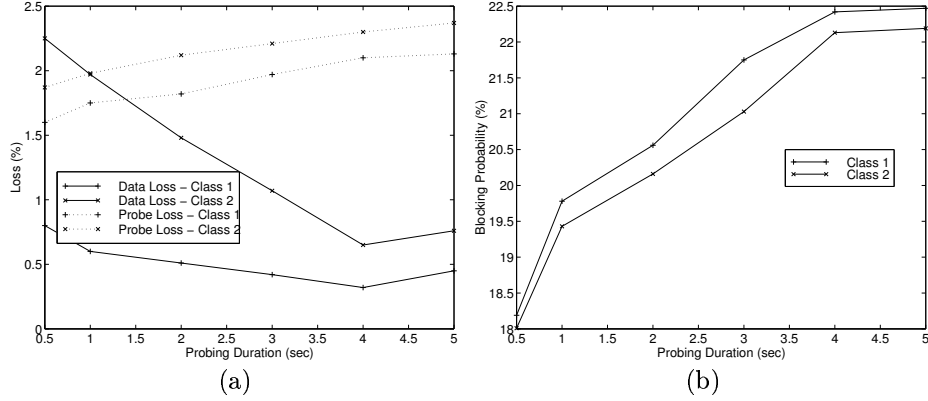 2.5
2
1.5
1
0.5
0
Loss (%)
Data Loss – Class 1
Data Loss – Class 2
Probe Loss – Class 1
Probe Loss – Class 2
0.5 1 1.5 2 2.5 3 3.5 4 4.5 5
Probing Duration (sec)
(a)
22.5
22
21.5
21
20.5
20
19.5
19
18.5
18
Blocking Probability (%)
Class 1
Class 2
0.5 1 1.5 2 2.5 3 3.5 4 4.5 5
Probing Duration (sec)
(b)